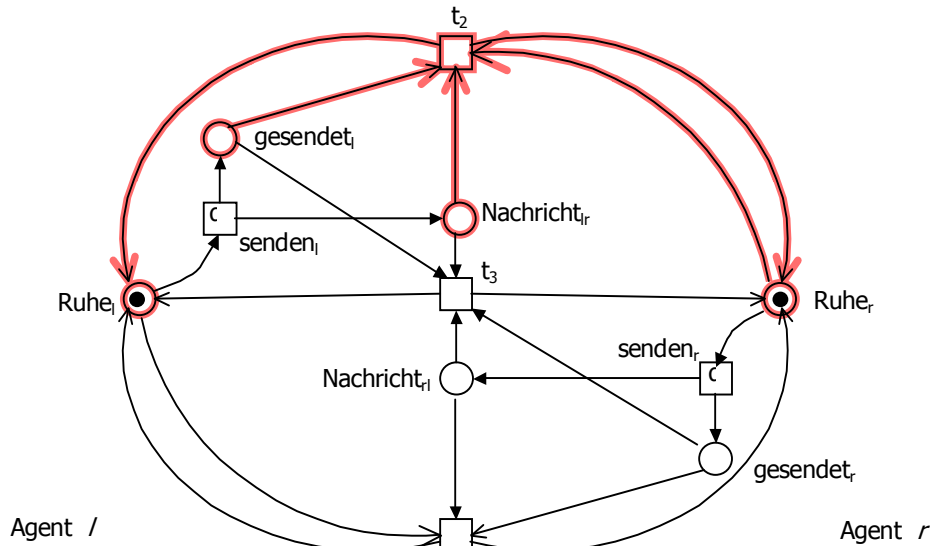 t₂
gesendetₗ
Nachrichtₗᵣ
c
sendenₗ
t₃
Ruheₗ
Ruheᵣ
sendenᵣ
c
Nachrichtᵣₗ
gesendetᵣ
Agent l
Agent r